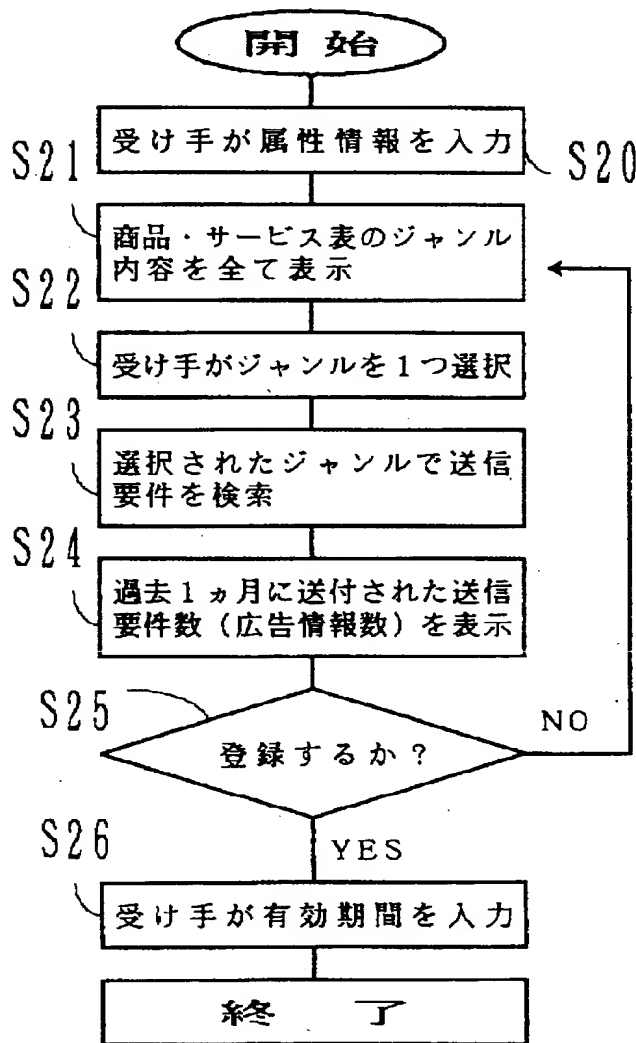 開始
受け手が属性情報を入力
S20
S21
商品・サービス表のジャンル
内容を全て表示
S22
受け手がジャンルを1つ選択
S23
選択されたジャンルで送信
要件を検索
S24
過去1ヵ月に送付された送信
要件数（広告情報数）を表示
S25
登録するか？
NO
YES
S26
受け手が有効期間を入力
終了